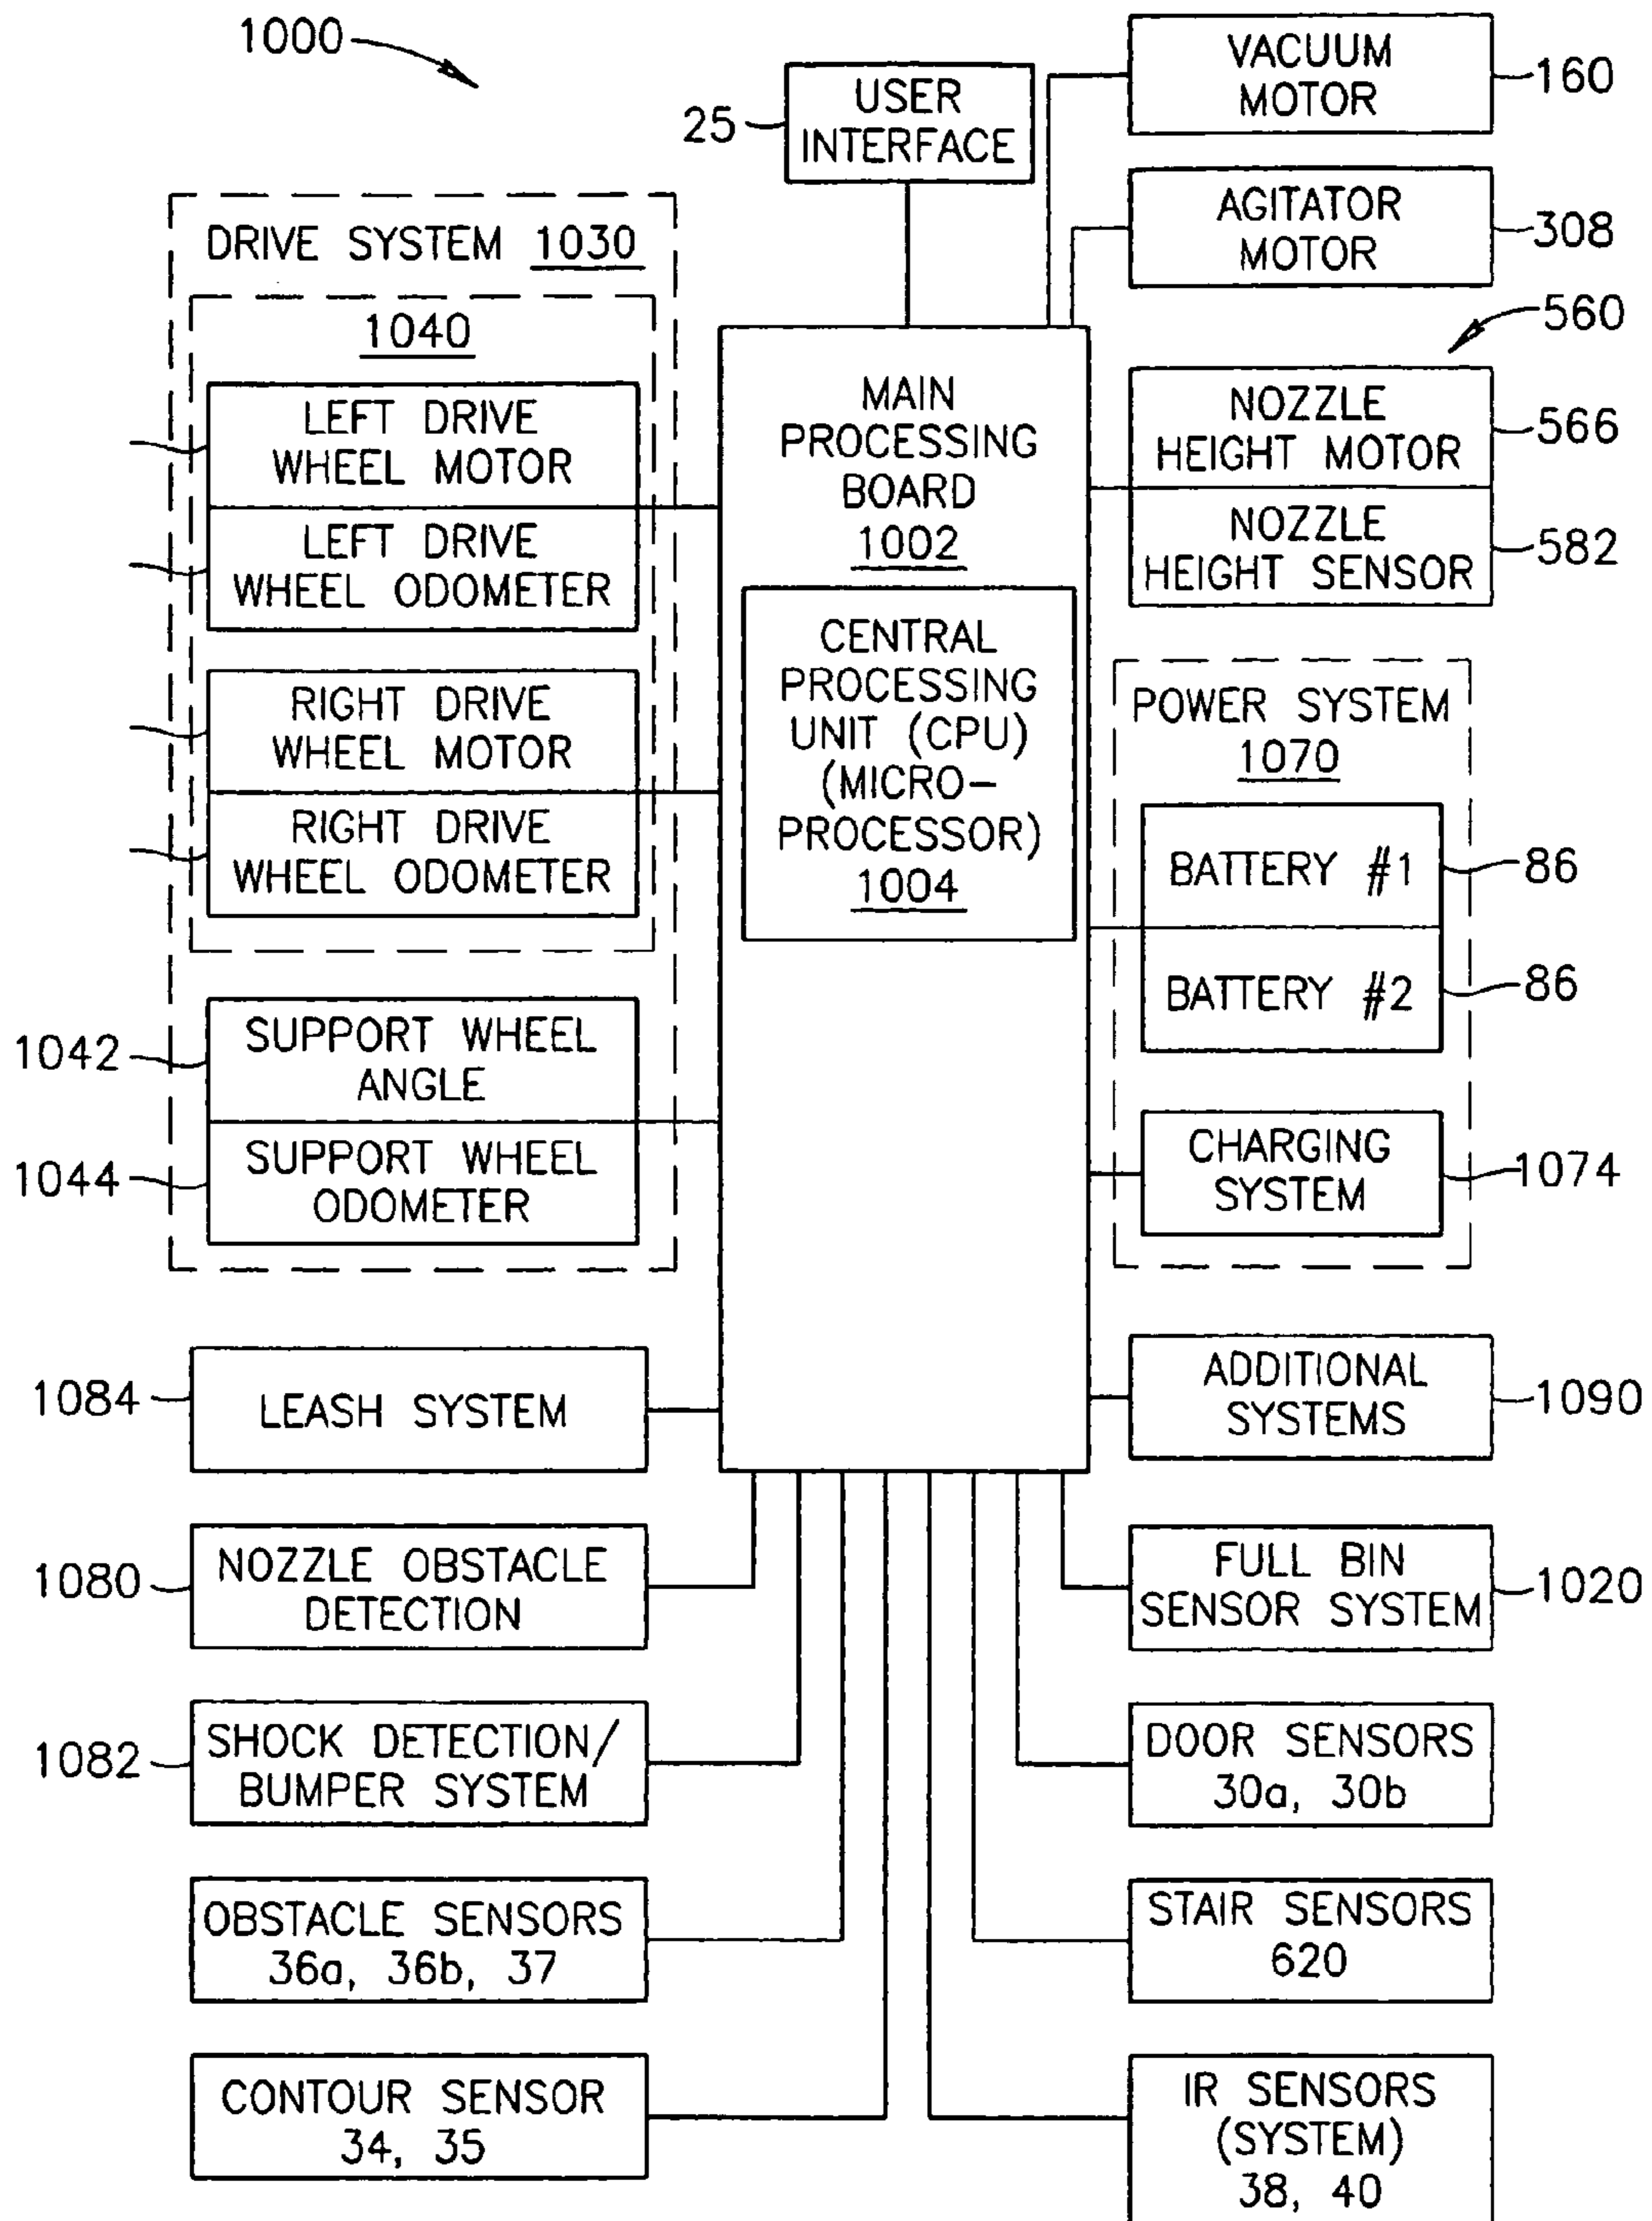 1000
25
USER
INTERFACE
VACUUM
MOTOR
160
AGITATOR
MOTOR
308
560
NOZZLE
HEIGHT MOTOR
566
NOZZLE
HEIGHT SENSOR
582
DRIVE SYSTEM 1030
1040
LEFT DRIVE
WHEEL MOTOR
LEFT DRIVE
WHEEL ODOMETER
RIGHT DRIVE
WHEEL MOTOR
RIGHT DRIVE
WHEEL ODOMETER
1042
SUPPORT WHEEL
ANGLE
1044
SUPPORT WHEEL
ODOMETER
MAIN
PROCESSING
BOARD
1002
CENTRAL
PROCESSING
UNIT (CPU)
(MICRO-
PROCESSOR)
1004
POWER SYSTEM
1070
BATTERY #1
86
BATTERY #2
86
CHARGING
SYSTEM
1074
1084
LEASH SYSTEM
ADDITIONAL
SYSTEMS
1090
1080
NOZZLE OBSTACLE
DETECTION
FULL BIN
SENSOR SYSTEM
1020
1082
SHOCK DETECTION/
BUMPER SYSTEM
DOOR SENSORS
30a, 30b
OBSTACLE SENSORS
36a, 36b, 37
STAIR SENSORS
620
CONTOUR SENSOR
34, 35
IR SENSORS
(SYSTEM)
38, 40